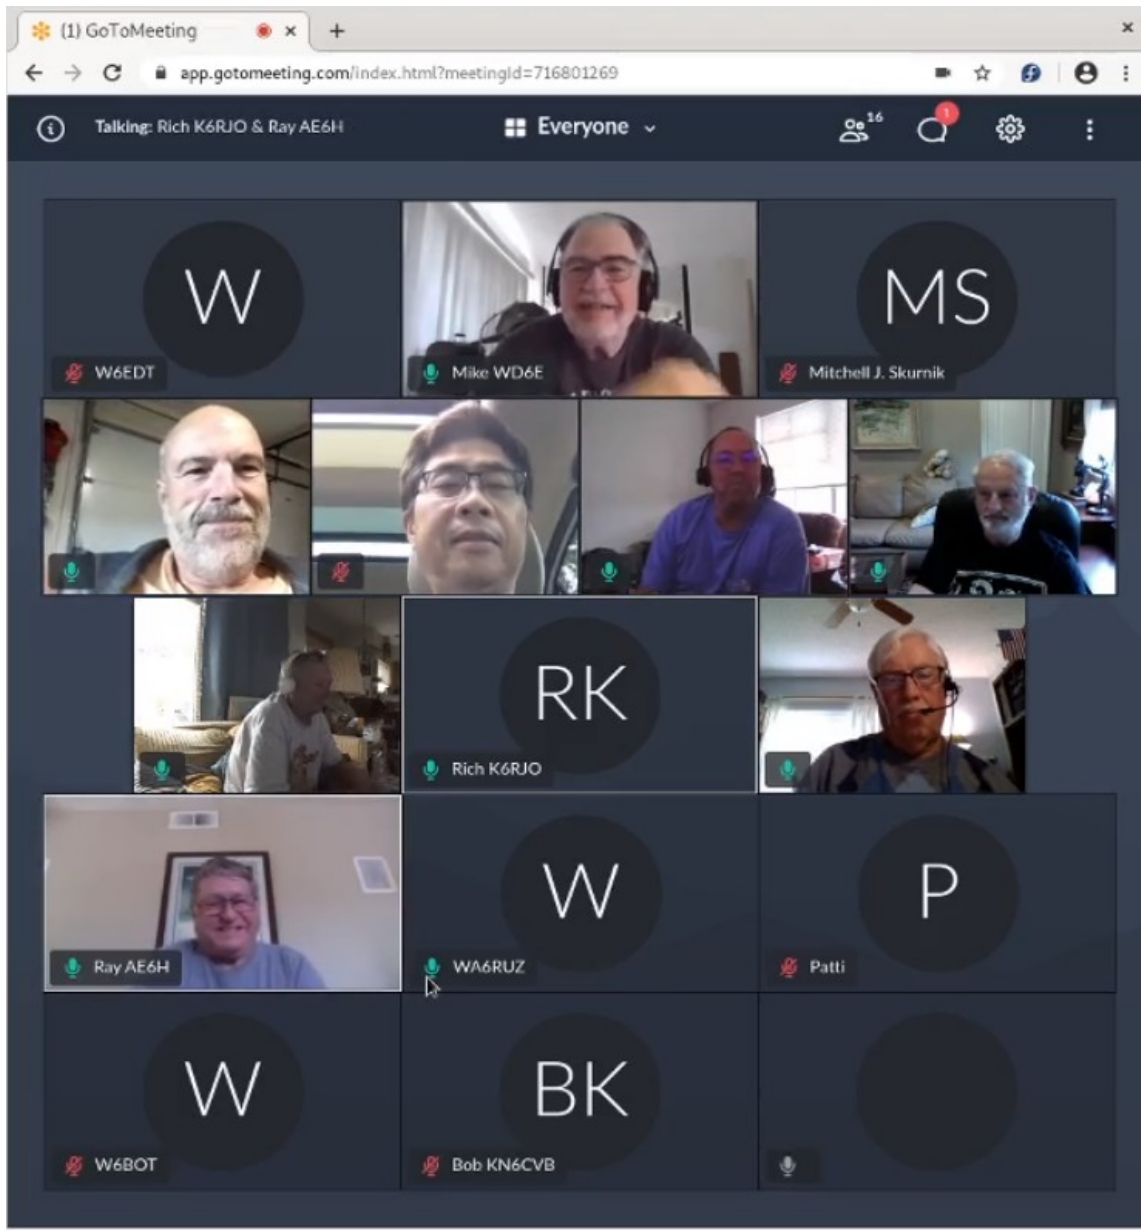 (1) GoToMeeting
app.gotomeeting.com/index.html?meetingId=716801269
Talking: Rich K6RJO & Ray AE6H
Everyone
16
1
W
W6EDT
Mike WD6E
MS
Mitchell J. Skurnik
RK
Rich K6RJO
Ray AE6H
W
WA6RUZ
P
Patti
W
W6BOT
BK
Bob KN6CVB